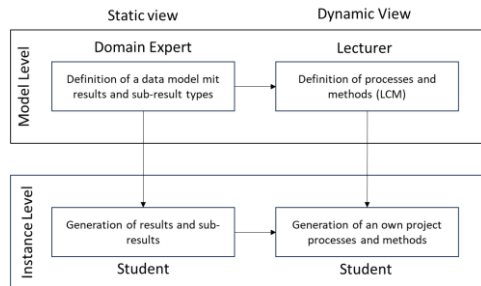 Static view
Dynamic View
Model Level
Domain Expert
Lecturer
Definition of a data model mit
results and sub-result types
Definition of processes and
methods (LCM)
Instance Level
Generation of results and sub-
results
Generation of an own project
processes and methods
Student
Student